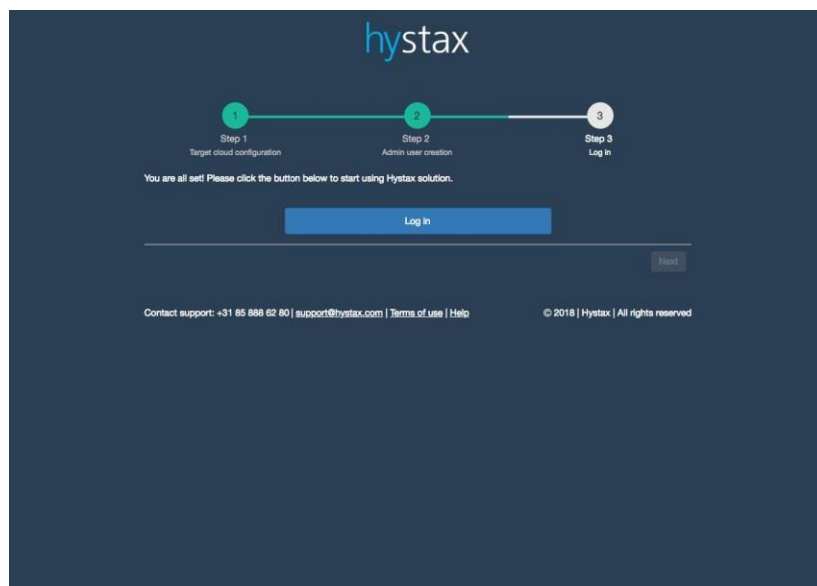 hystax
1 2 3
Step 1 Step 2 Step 3
Target cloud configuration Admin user creation Log in
You are all set! Please click the button below to start using Hystax solution.
Log in
Next
Contact support: +31 85 888 62 80 | support@hystax.com | Terms of use | Help © 2018 | Hystax | All rights reserved